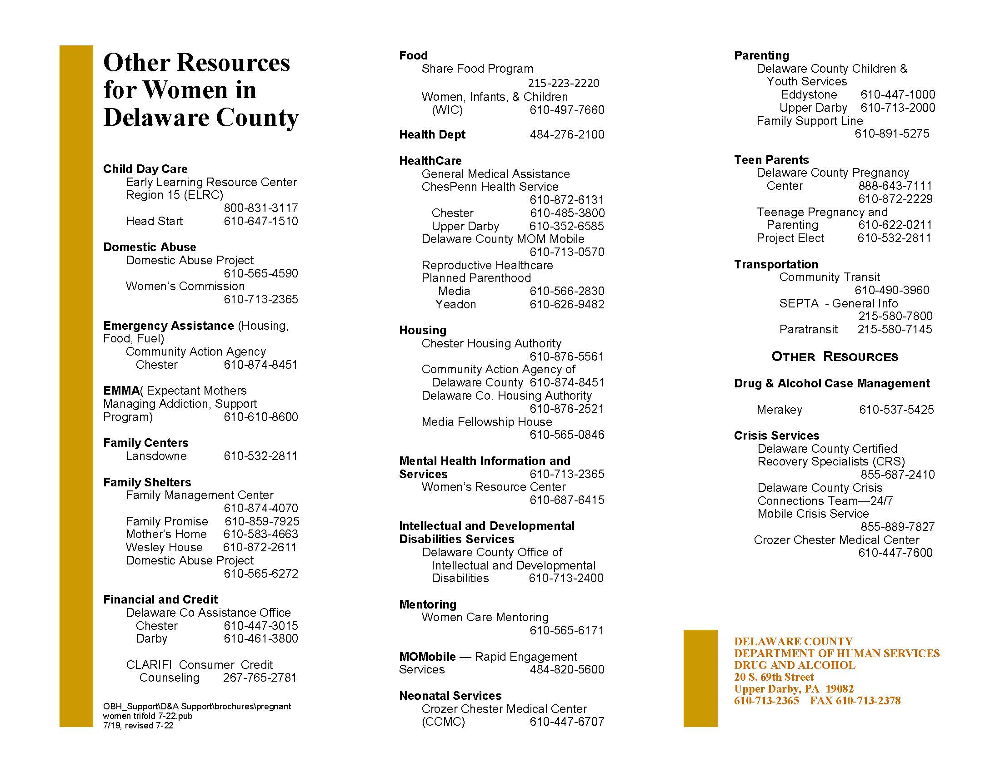 Other Resources
for Women in
Delaware County
Child Day Care
Early Learning Resource Center
Region 15 (ELRC)
800-831-3117
Head Start 610-647-1510
Domestic Abuse
Domestic Abuse Project
610-565-4590
Women’s Commission
610-713-2365
Emergency Assistance (Housing,
Food, Fuel)
Community Action Agency
Chester 610-874-8451
EMMA( Expectant Mothers
Managing Addiction, Support
Program) 610-610-8600
Family Centers
Lansdowne 610-532-2811
Family Shelters
Family Management Center
610-874-4070
Family Promise 610-859-7925
Mother’s Home 610-583-4663
Wesley House 610-872-2611
Domestic Abuse Project
610-565-6272
Financial and Credit
Delaware Co Assistance Office
Chester 610-447-3015
Darby 610-461-3800
CLARIFI Consumer Credit
Counseling 267-765-2781
OBH_Support\D&A Support\brochures\pregnant
women trifold 7-22.pub
7/19, revised 7-22
Food
Share Food Program
215-223-2220
Women, Infants, & Children
(WIC) 610-497-7660
Health Dept 484-276-2100
HealthCare
General Medical Assistance
ChesPenn Health Service
610-872-6131
Chester 610-485-3800
Upper Darby 610-352-6585
Delaware County MOM Mobile
610-713-0570
Reproductive Healthcare
Planned Parenthood
Media 610-566-2830
Yeadon 610-626-9482
Housing
Chester Housing Authority
610-876-5561
Community Action Agency of
Delaware County 610-874-8451
Delaware Co. Housing Authority
610-876-2521
Media Fellowship House
610-565-0846
Mental Health Information and
Services 610-713-2365
Women’s Resource Center
610-687-6415
Intellectual and Developmental
Disabilities Services
Delaware County Office of
Intellectual and Developmental
Disabilities 610-713-2400
Mentoring
Women Care Mentoring
610-565-6171
MOMobile — Rapid Engagement
Services 484-820-5600
Neonatal Services
Crozer Chester Medical Center
(CCMC) 610-447-6707
Parenting
Delaware County Children &
Youth Services
Eddystone 610-447-1000
Upper Darby 610-713-2000
Family Support Line
610-891-5275
Teen Parents
Delaware County Pregnancy
Center 888-643-7111
610-872-2229
Teenage Pregnancy and
Parenting 610-622-0211
Project Elect 610-532-2811
Transportation
Community Transit
610-490-3960
SEPTA - General Info
215-580-7800
Paratransit 215-580-7145
OTHER RESOURCES
Drug & Alcohol Case Management
Merakey 610-537-5425
Crisis Services
Delaware County Certified
Recovery Specialists (CRS)
855-687-2410
Delaware County Crisis
Connections Team—24/7
Mobile Crisis Service
855-889-7827
Crozer Chester Medical Center
610-447-7600
DELAWARE COUNTY
DEPARTMENT OF HUMAN SERVICES
DRUG AND ALCOHOL
20 S. 69th Street
Upper Darby, PA 19082
610-713-2365 FAX 610-713-2378